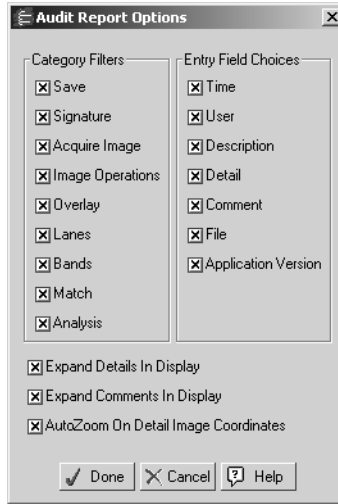 Audit Report Options
Category Filters
Save
Signature
Acquire Image
Image Operations
Overlay
Lanes
Bands
Match
Analysis
Entry Field Choices
Time
User
Description
Detail
Comment
File
Application Version
Expand Details In Display
Expand Comments In Display
AutoZoom On Detail Image Coordinates
Done Cancel Help